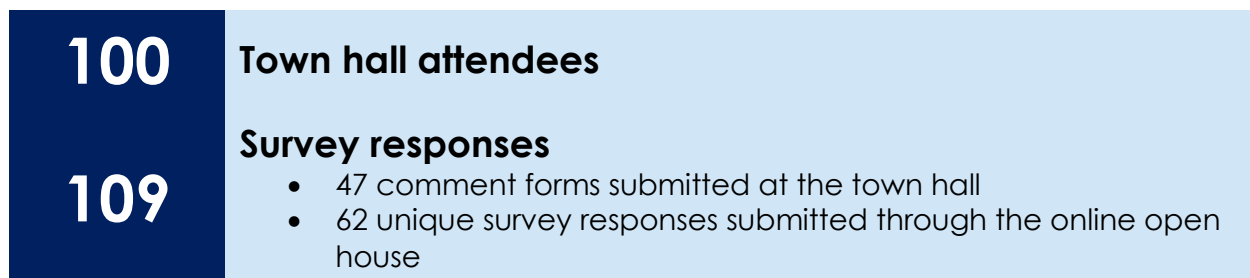 100 Town hall attendees
109 Survey responses
• 47 comment forms submitted at the town hall
• 62 unique survey responses submitted through the online open
house